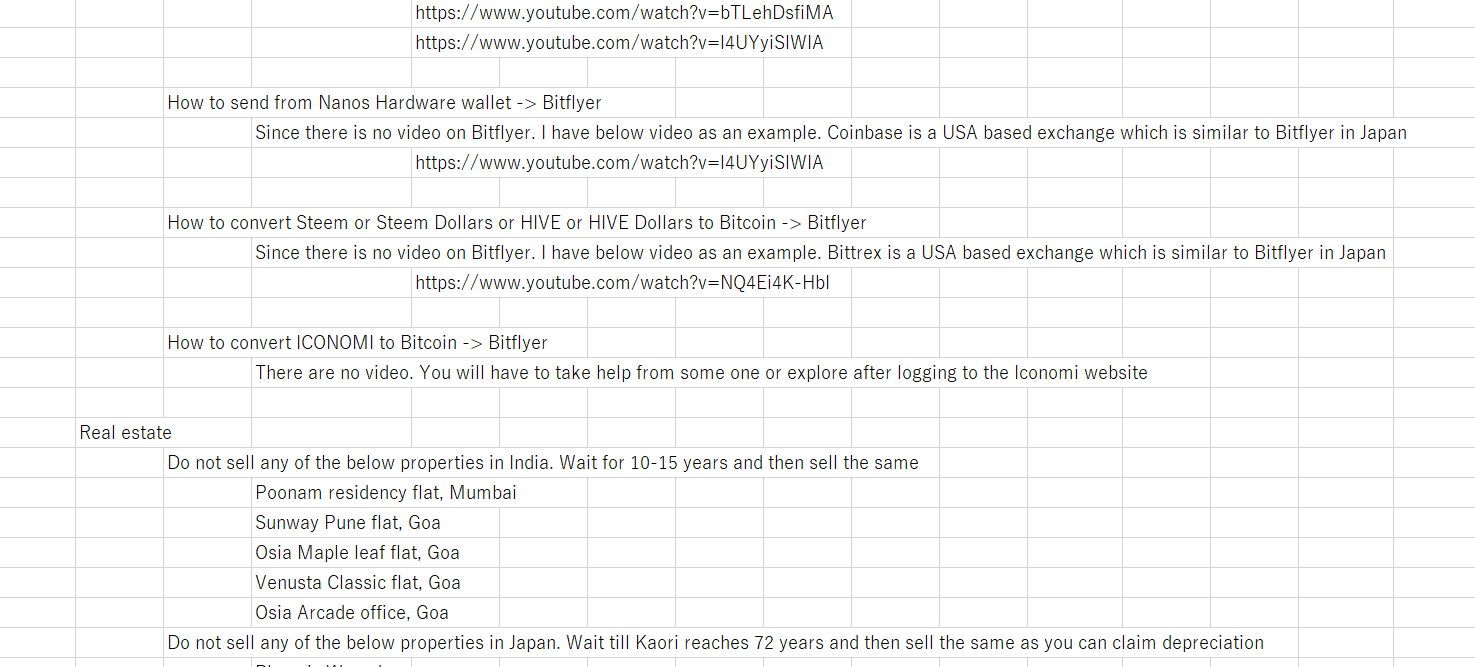 https://www.youtube.com/watch?v=bTLehDsfiMA
https://www.youtube.com/watch?v=I4UYyiSIWIA
How to send from Nanos Hardware wallet -> Bitflyer
Since there is no video on Bitflyer. I have below video as an example. Coinbase is a USA based exchange which is similar to Bitflyer in Japan
https://www.youtube.com/watch?v=I4UYyiSIWIA
How to convert Steem or Steem Dollars or HIVE or HIVE Dollars to Bitcoin -> Bitflyer
Since there is no video on Bitflyer. I have below video as an example. Bittrex is a USA based exchange which is similar to Bitflyer in Japan
https://www.youtube.com/watch?v=NQ4Ei4K-HbI
How to convert ICONOMI to Bitcoin -> Bitflyer
There are no video. You will have to take help from some one or explore after logging to the Iconomi website
Real estate
Do not sell any of the below properties in India. Wait for 10-15 years and then sell the same
Poonam residency flat, Mumbai
Sunway Pune flat, Goa
Osia Maple leaf flat, Goa
Venusta Classic flat, Goa
Osia Arcade office, Goa
Do not sell any of the below properties in Japan. Wait till Kaori reaches 72 years and then sell the same as you can claim depreciation